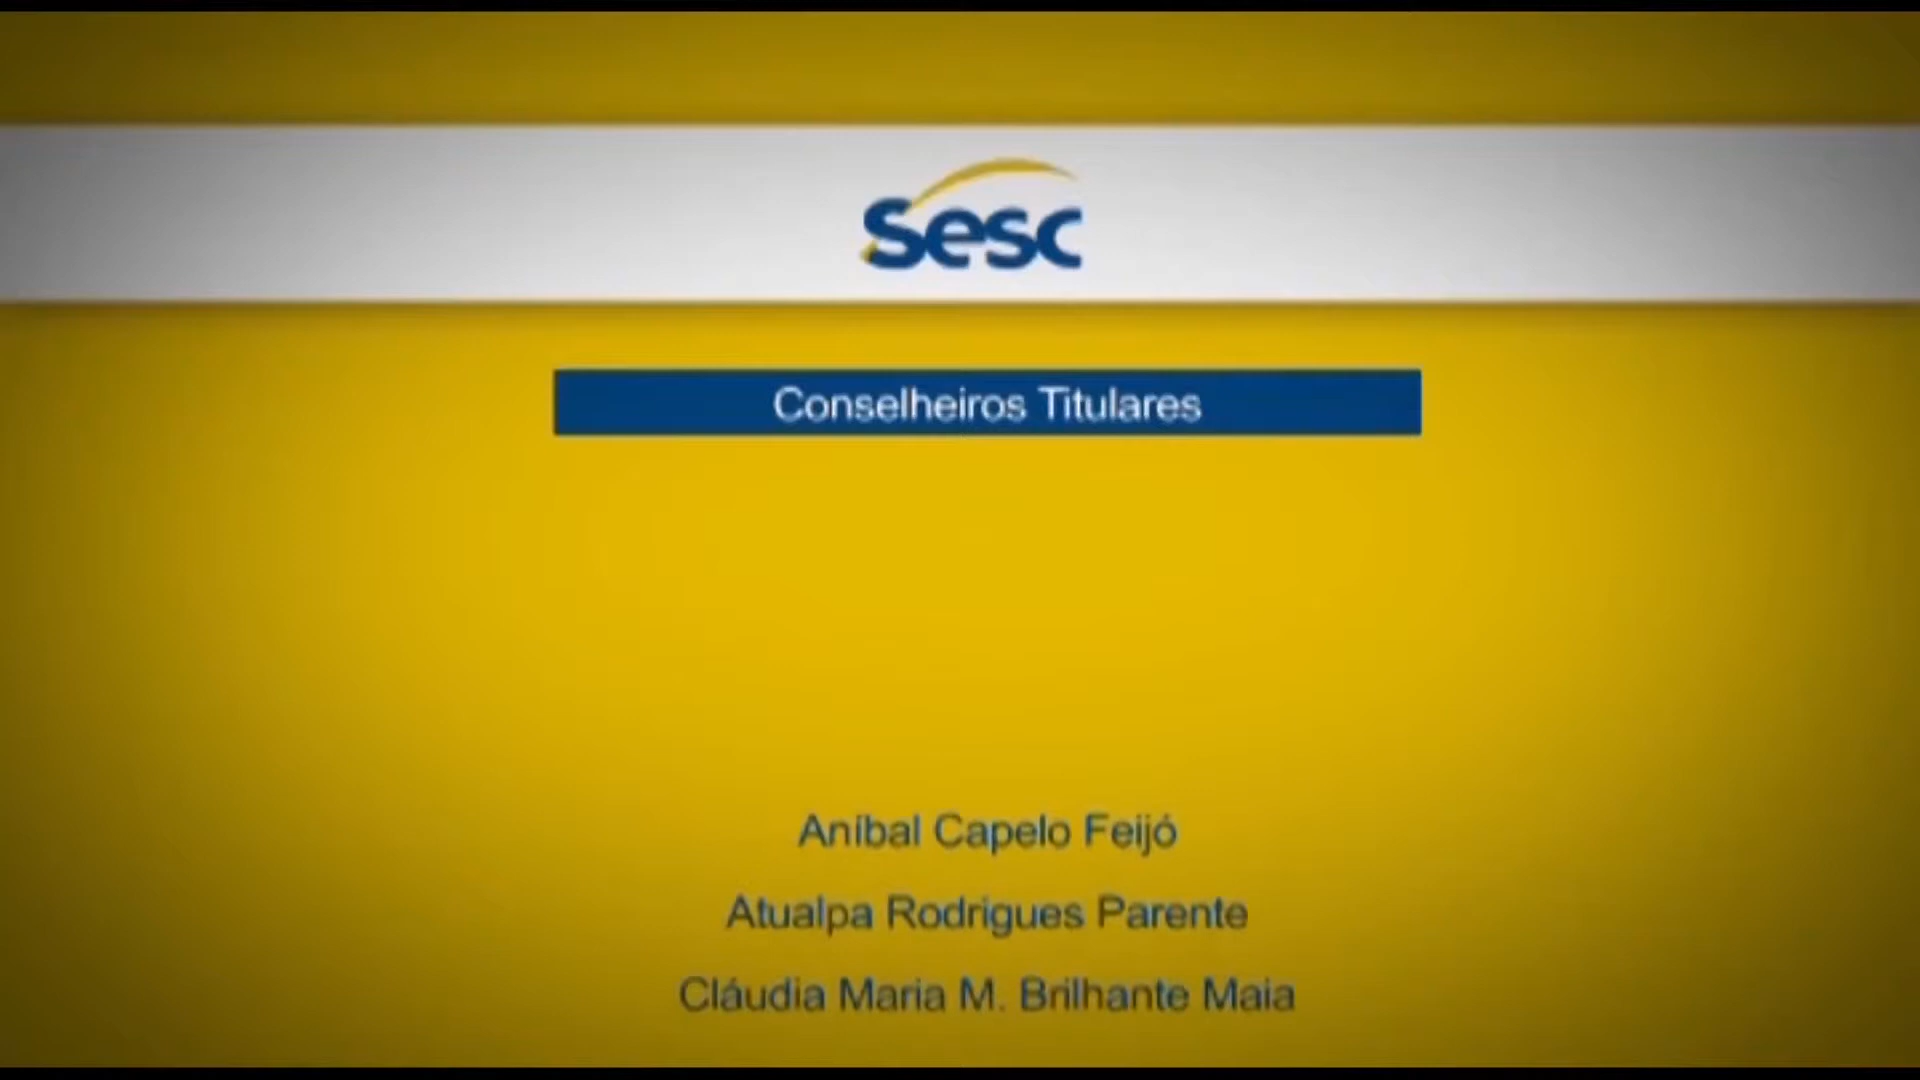 Sesc
Conselheiros Titulares
Aníbal Capelo Feijó
Atualpa Rodrigues Parente
Cláudia Maria M. Brilhante Maia